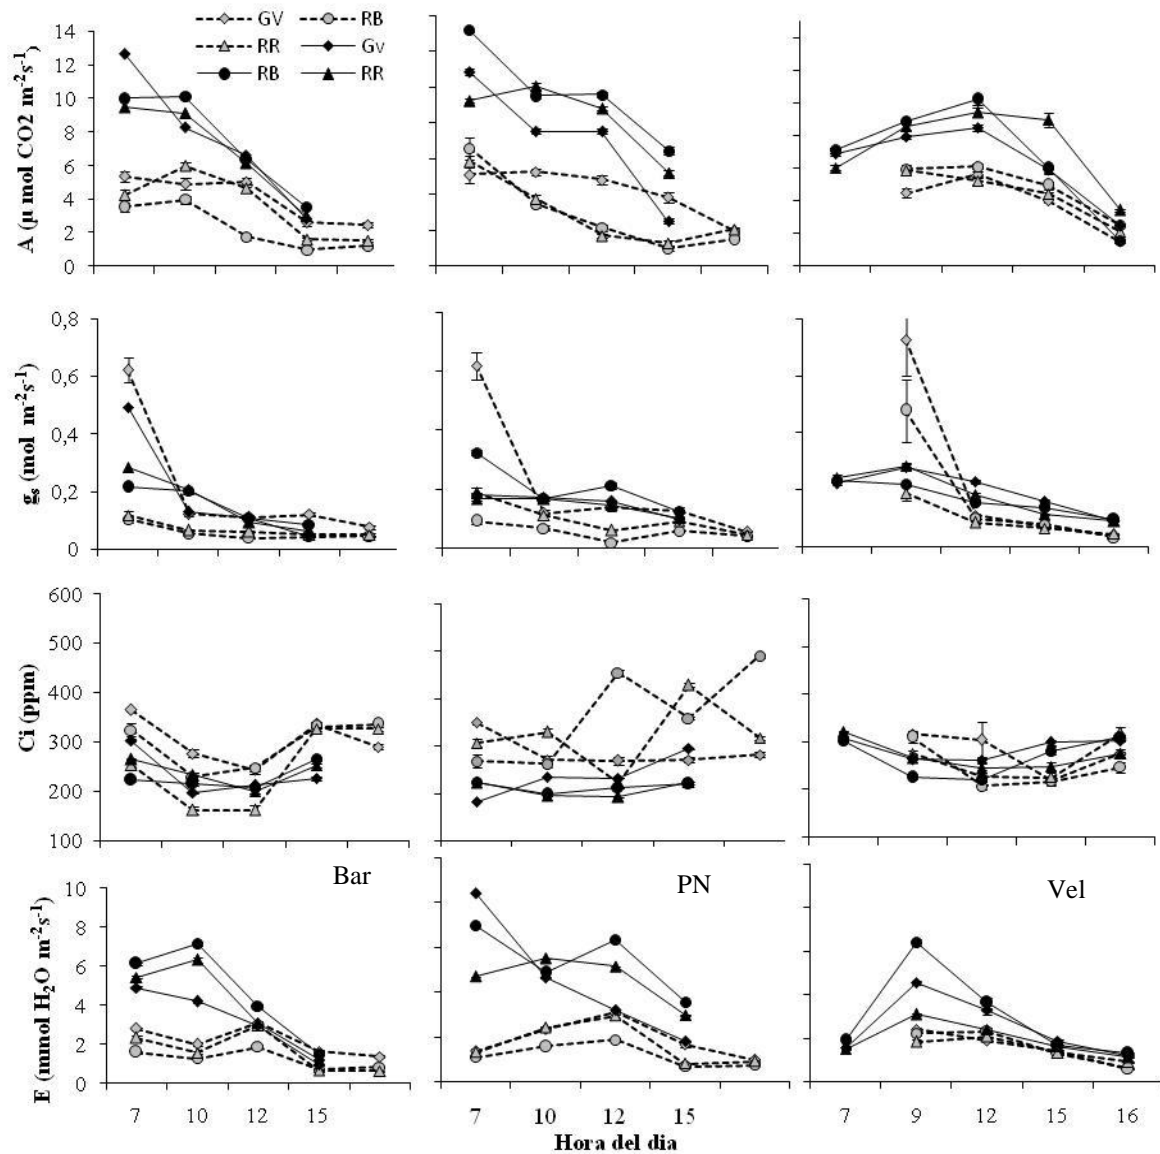 GV RB
RR Gv
RB RR
A (µ mol CO2 m-2s-1)
14
12
10
8
6
4
2
0
gs (mol m-2s-1)
0,8
0,6
0,4
0,2
0
Ci (ppm)
600
500
400
300
200
100
Bar PN Vel
E (mmol H2O m-2s-1)
10
8
6
4
2
0
7 10 12 15 7 10 12 15 7 9 12 15 16
Hora del dia